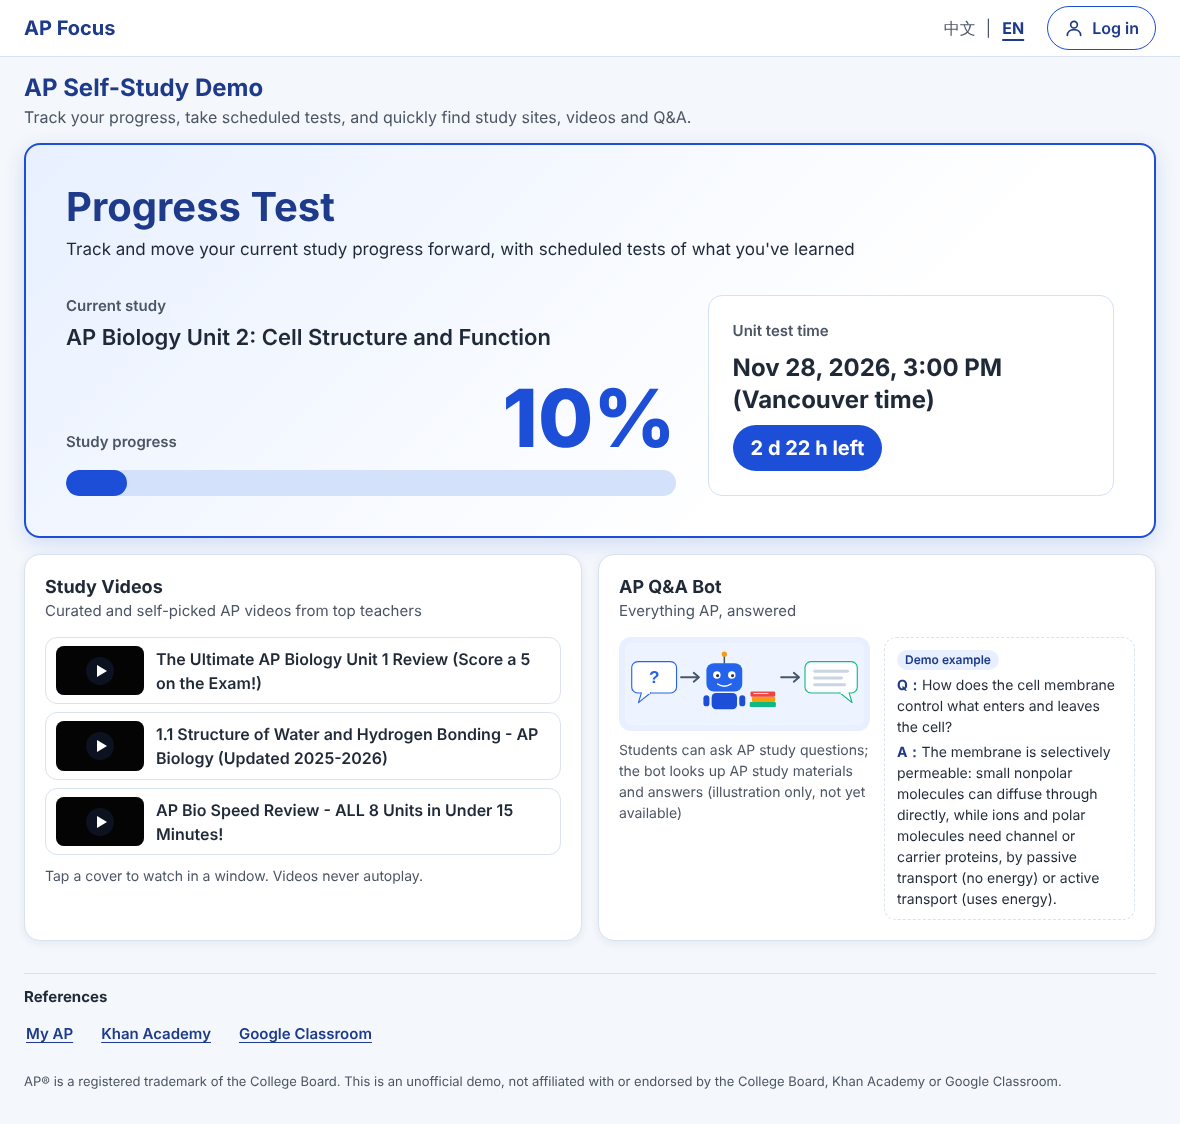 AP Focus
中文 | EN
Log in
AP Self-Study Demo
Track your progress, take scheduled tests, and quickly find study sites, videos and Q&A.
Progress Test
Track and move your current study progress forward, with scheduled tests of what you've learned
Current study
AP Biology Unit 2: Cell Structure and Function
Study progress
10%
Unit test time
Nov 28, 2026, 3:00 PM
(Vancouver time)
2 d 22 h left
Study Videos
Curated and self-picked AP videos from top teachers
The Ultimate AP Biology Unit 1 Review (Score a 5
on the Exam!)
1.1 Structure of Water and Hydrogen Bonding - AP
Biology (Updated 2025-2026)
AP Bio Speed Review - ALL 8 Units in Under 15
Minutes!
Tap a cover to watch in a window. Videos never autoplay.
AP Q&A Bot
Everything AP, answered
?
Students can ask AP study questions;
the bot looks up AP study materials
and answers (illustration only, not yet
available)
Demo example
Q：How does the cell membrane
control what enters and leaves
the cell?
A：The membrane is selectively
permeable: small nonpolar
molecules can diffuse through
directly, while ions and polar
molecules need channel or
carrier proteins, by passive
transport (no energy) or active
transport (uses energy).
References
My AP
Khan Academy
Google Classroom
AP® is a registered trademark of the College Board. This is an unofficial demo, not affiliated with or endorsed by the College Board, Khan Academy or Google Classroom.